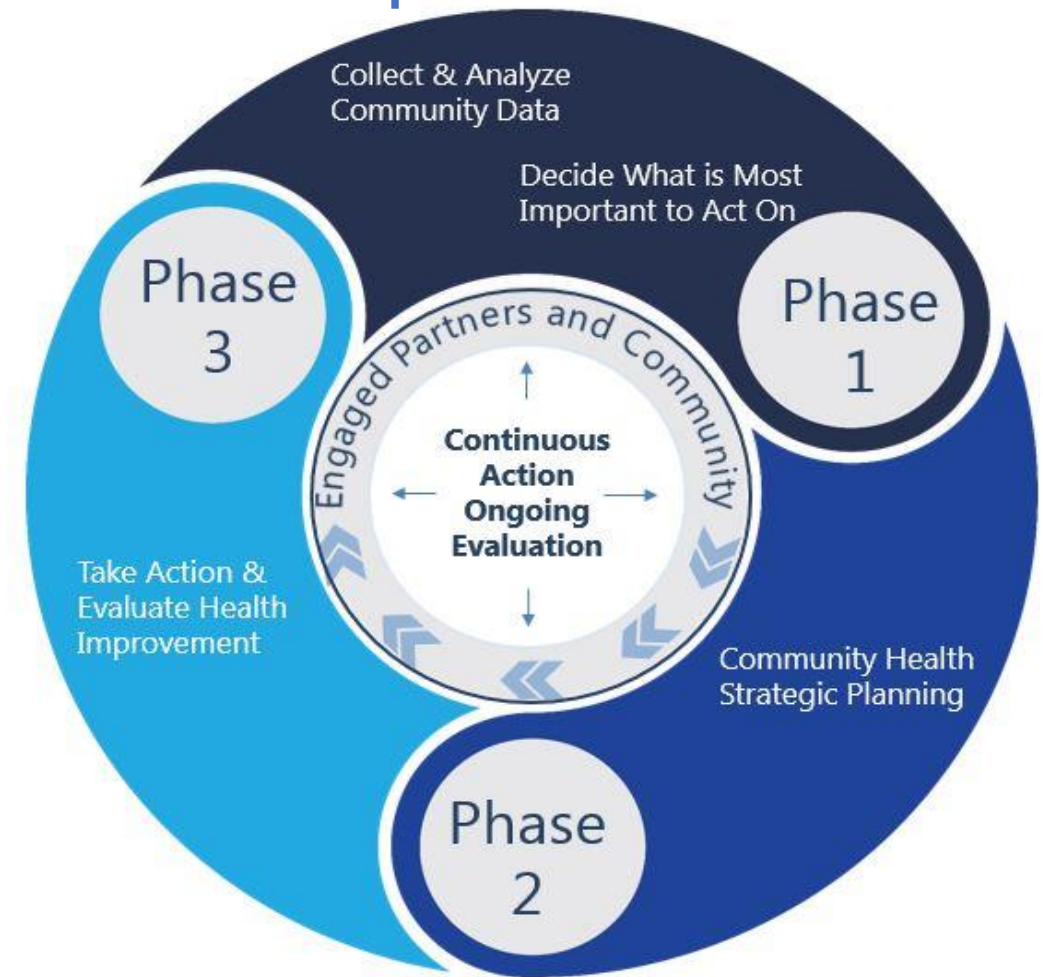 Collect & Analyze
Community Data
Decide What is Most
Important to Act On
Phase
1
Community Health
Strategic Planning
Phase
2
Take Action &
Evaluate Health
Improvement
Phase
3
Engaged Partners and Community
Continuous
Action
Ongoing
Evaluation